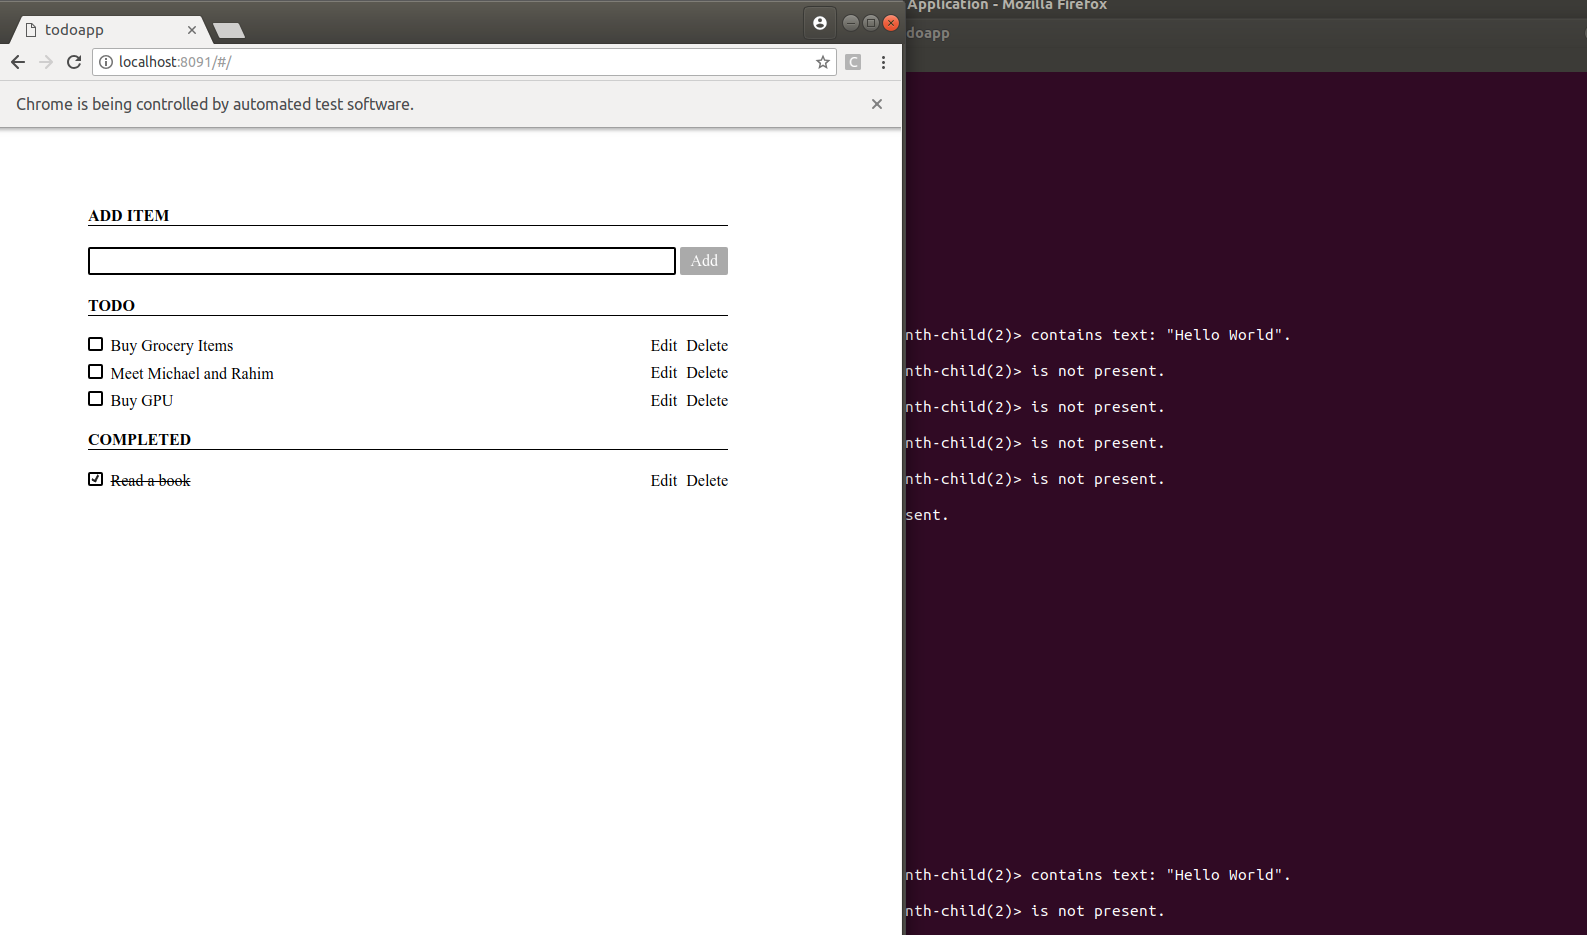 Application - Mozilla Firefox
todoapp
doapp
localhost:8091/#/
C
Chrome is being controlled by automated test software.
ADD ITEM
Add
TODO
Buy Grocery Items Edit Delete
Meet Michael and Rahim Edit Delete
Buy GPU Edit Delete
COMPLETED
Read a book Edit Delete
nth-child(2)> contains text: "Hello World".
nth-child(2)> is not present.
nth-child(2)> is not present.
nth-child(2)> is not present.
nth-child(2)> is not present.
sent.
nth-child(2)> contains text: "Hello World".
nth-child(2)> is not present.